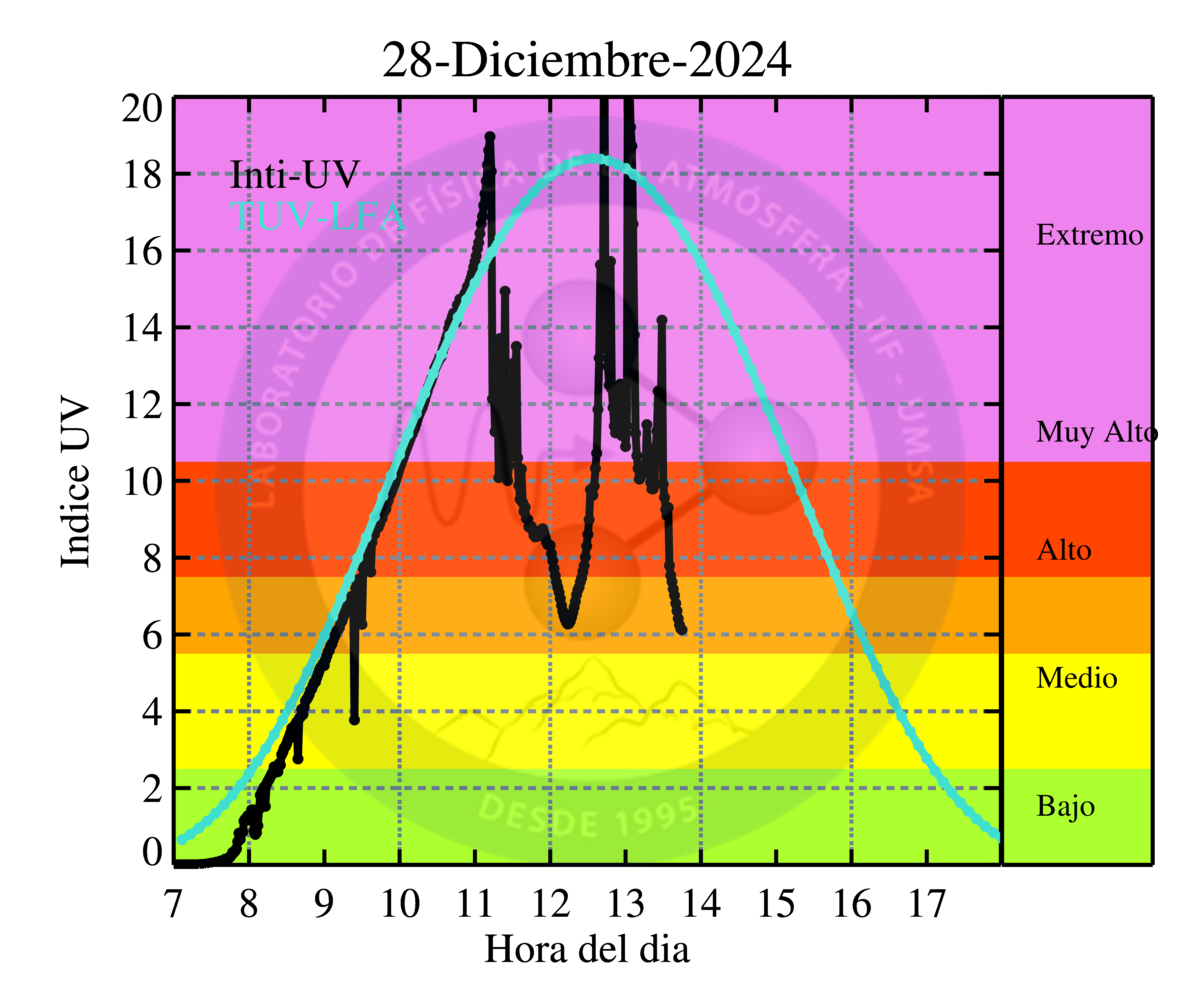 28-Diciembre-2024
Indice UV
20
18
16
14
12
10
8
6
4
2
0
Inti-UV
TUV-LFA
LABORATORIO DE FÍSICA DE LA ATMÓSFERA - IIF - UMSA
DESDE 1995
Extremo
Muy Alto
Alto
Medio
Bajo
7 8 9 10 11 12 13 14 15 16 17
Hora del dia